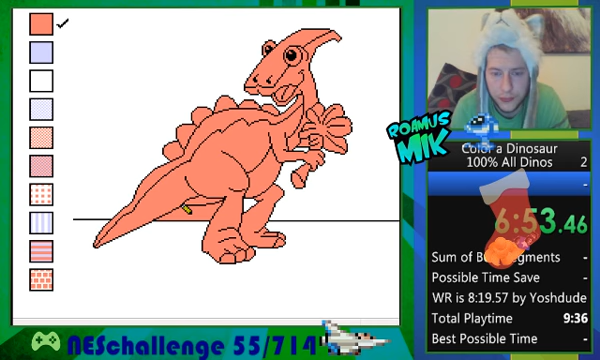 ROAMUS
MIK
Color a Dinosaur
100% All Dinos 2
-
6:53.46
Sum of B segments -
Possible Time Save -
WR is 8:19.57 by Yoshdude
Total Playtime 9:36
Best Possible Time -
NESchallenge 55/714